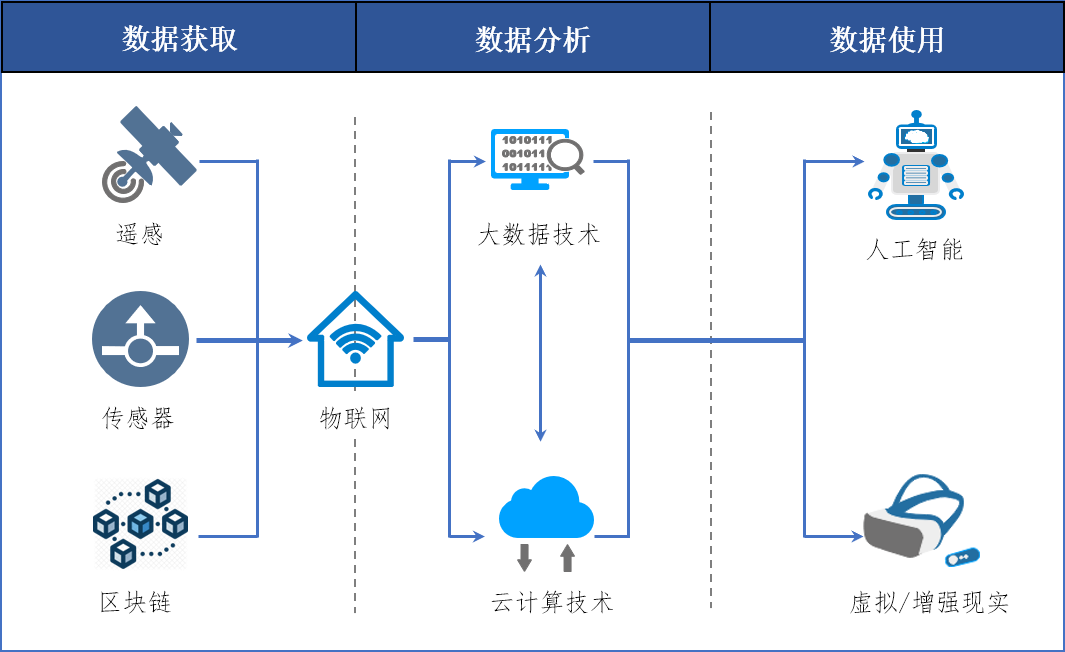 数据获取
数据分析
数据使用
1010111
001011
101111
遥感
大数据技术
人工智能
传感器
物联网
区块链
云计算技术
虚拟/增强现实